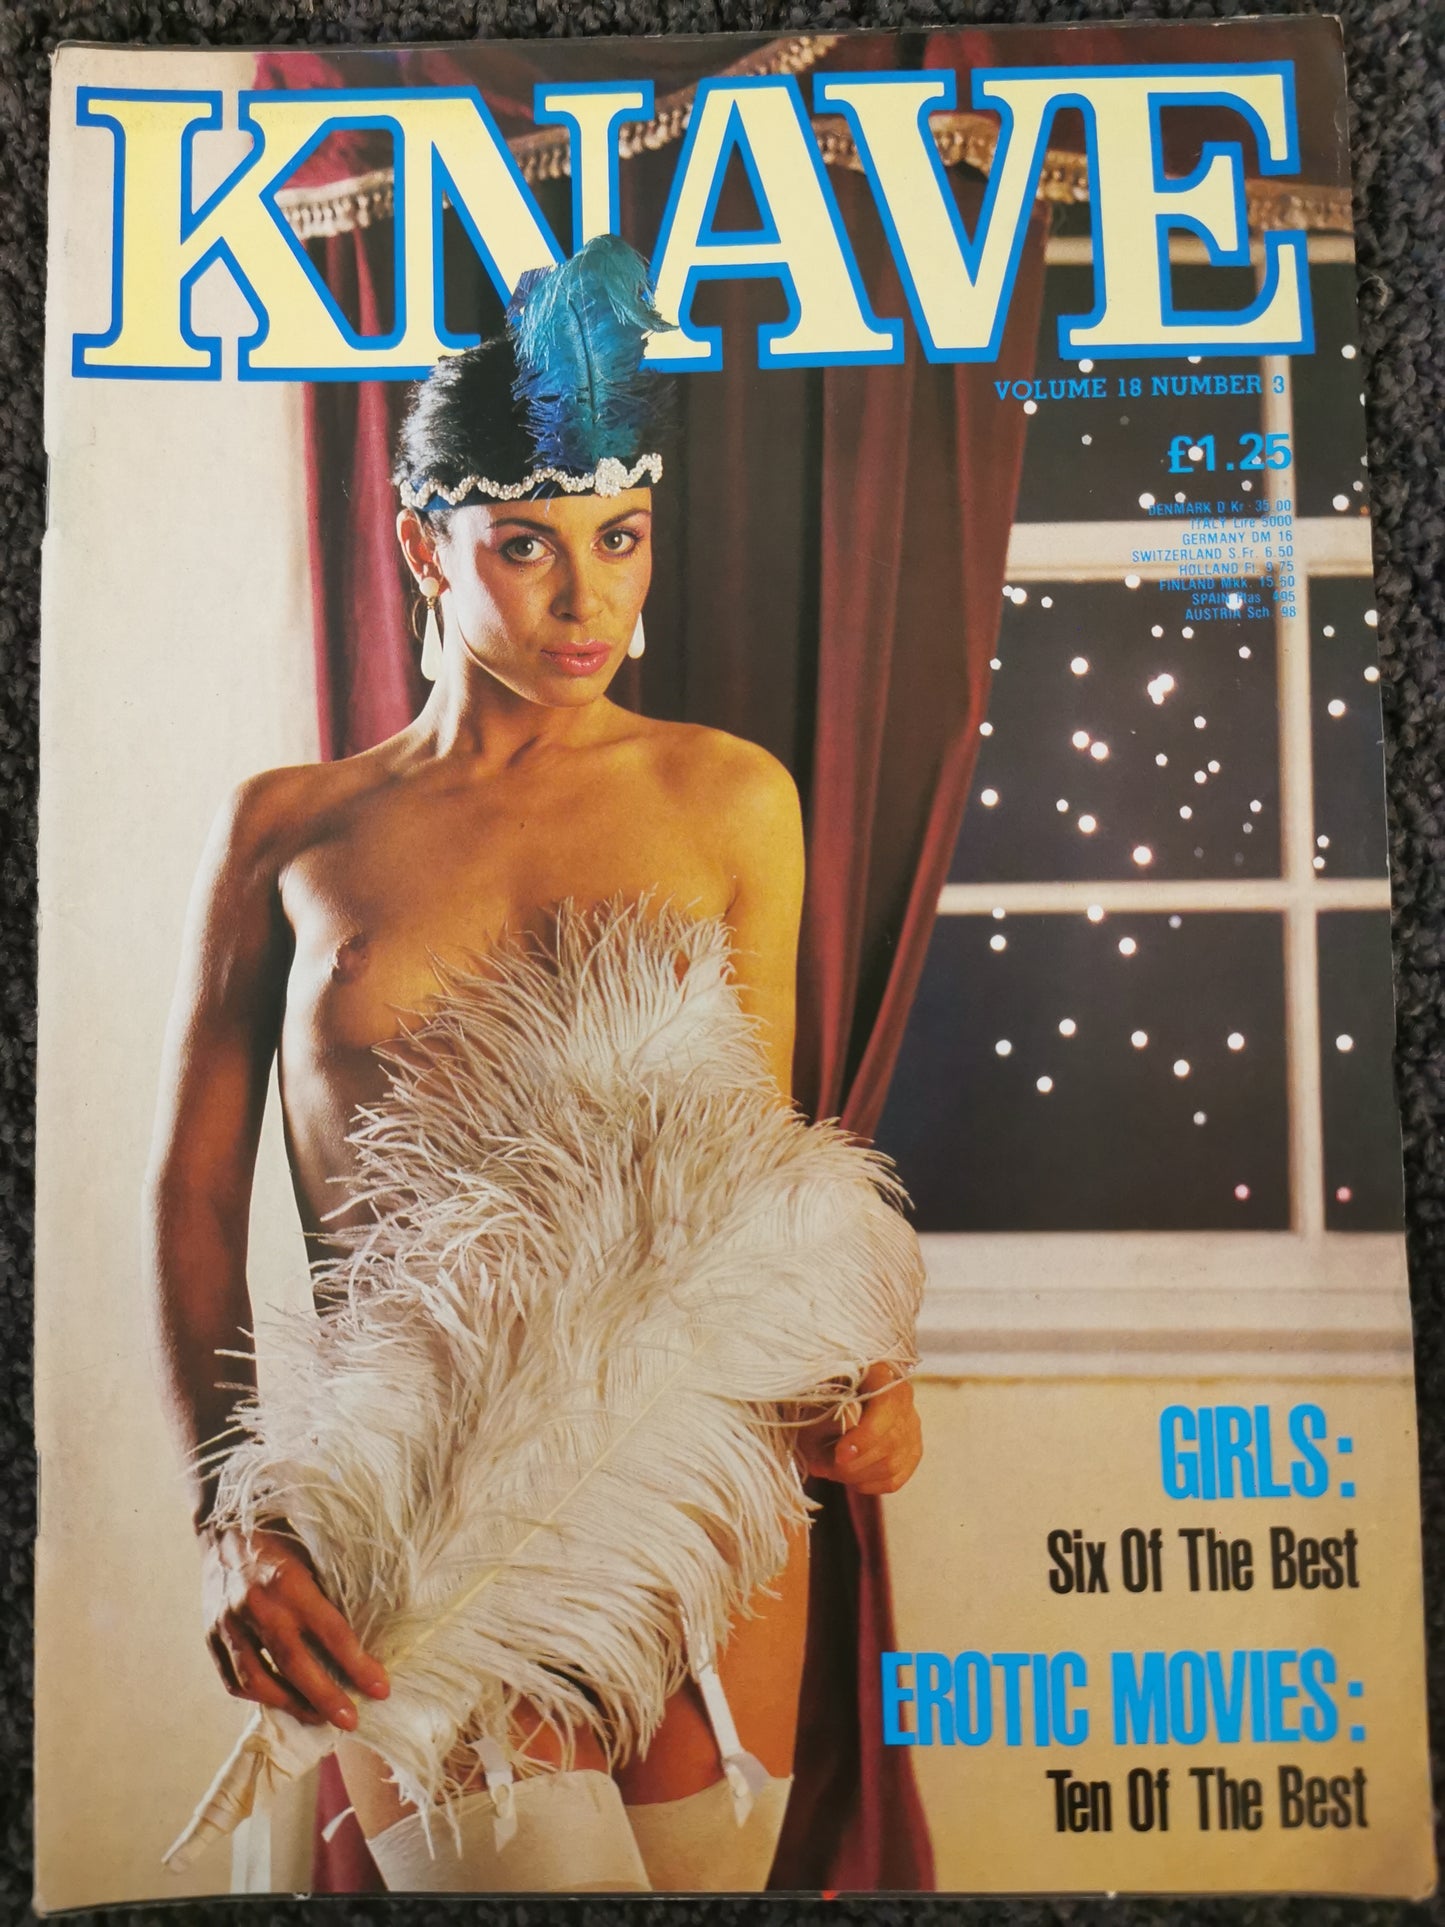 KNAVE
VOLUME 18 NUMBER 3
£1.25
DENMARK D Kr 35 00
ITALY Lire 5000
GERMANY DM 16
SWITZERLAND S. Fr. 6.50
HOLLAND Fl. 9 75
FINLAND Mkk. 15 60
SPAIN 495
AUSTRIA Sch. 98
GIRLS:
Six Of The Best
EROTIC MOVIES:
Ten Of The Best